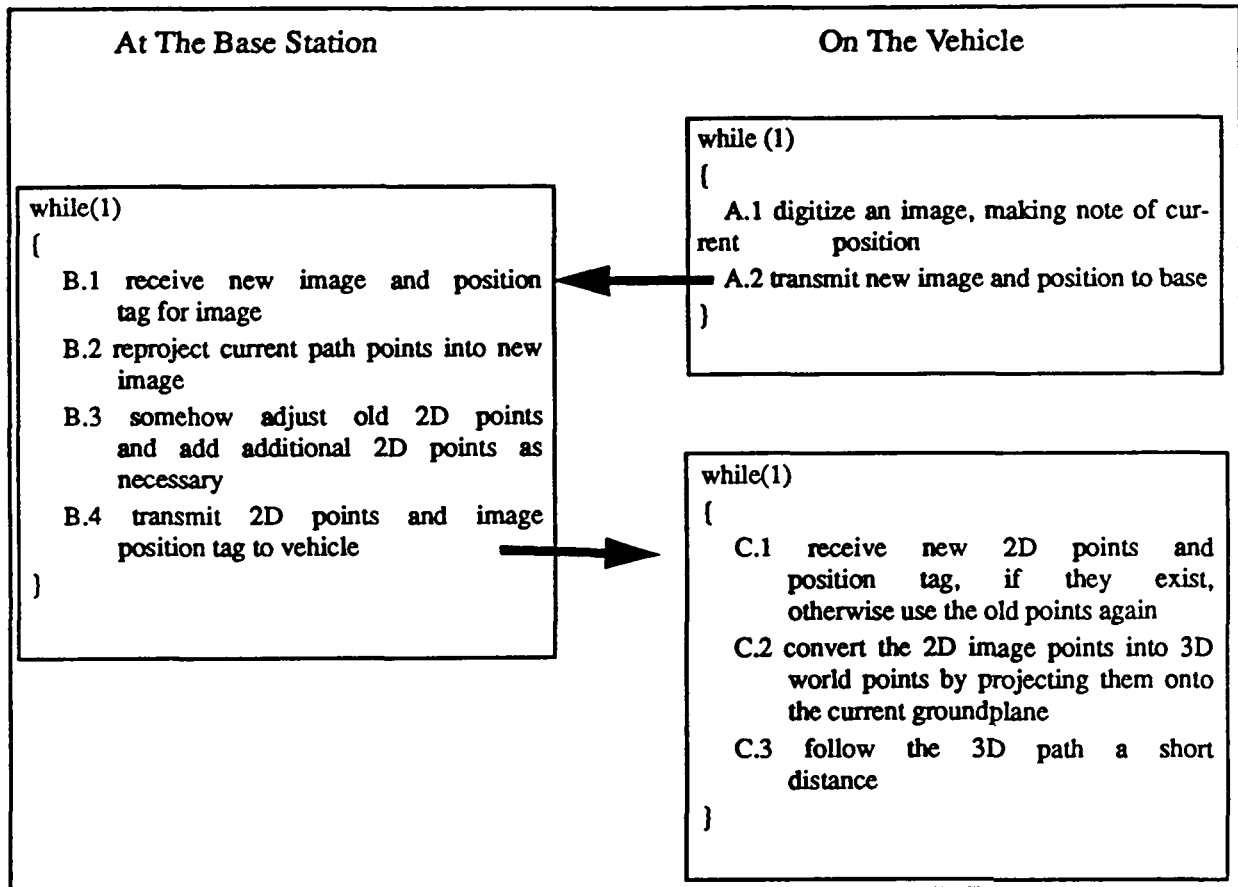 At The Base Station
On The Vehicle
while (1)
{
A.1 digitize an image, making note of cur-
rent position
A.2 transmit new image and position to base
}
while(1)
{
B.1 receive new image and position
tag for image
B.2 reproject current path points into new
image
B.3 somehow adjust old 2D points
and add additional 2D points as
necessary
B.4 transmit 2D points and image
position tag to vehicle
}
while(1)
{
C.1 receive new 2D points and
position tag, if they exist,
otherwise use the old points again
C.2 convert the 2D image points into 3D
world points by projecting them onto
the current groundplane
C.3 follow the 3D path a short
distance
}